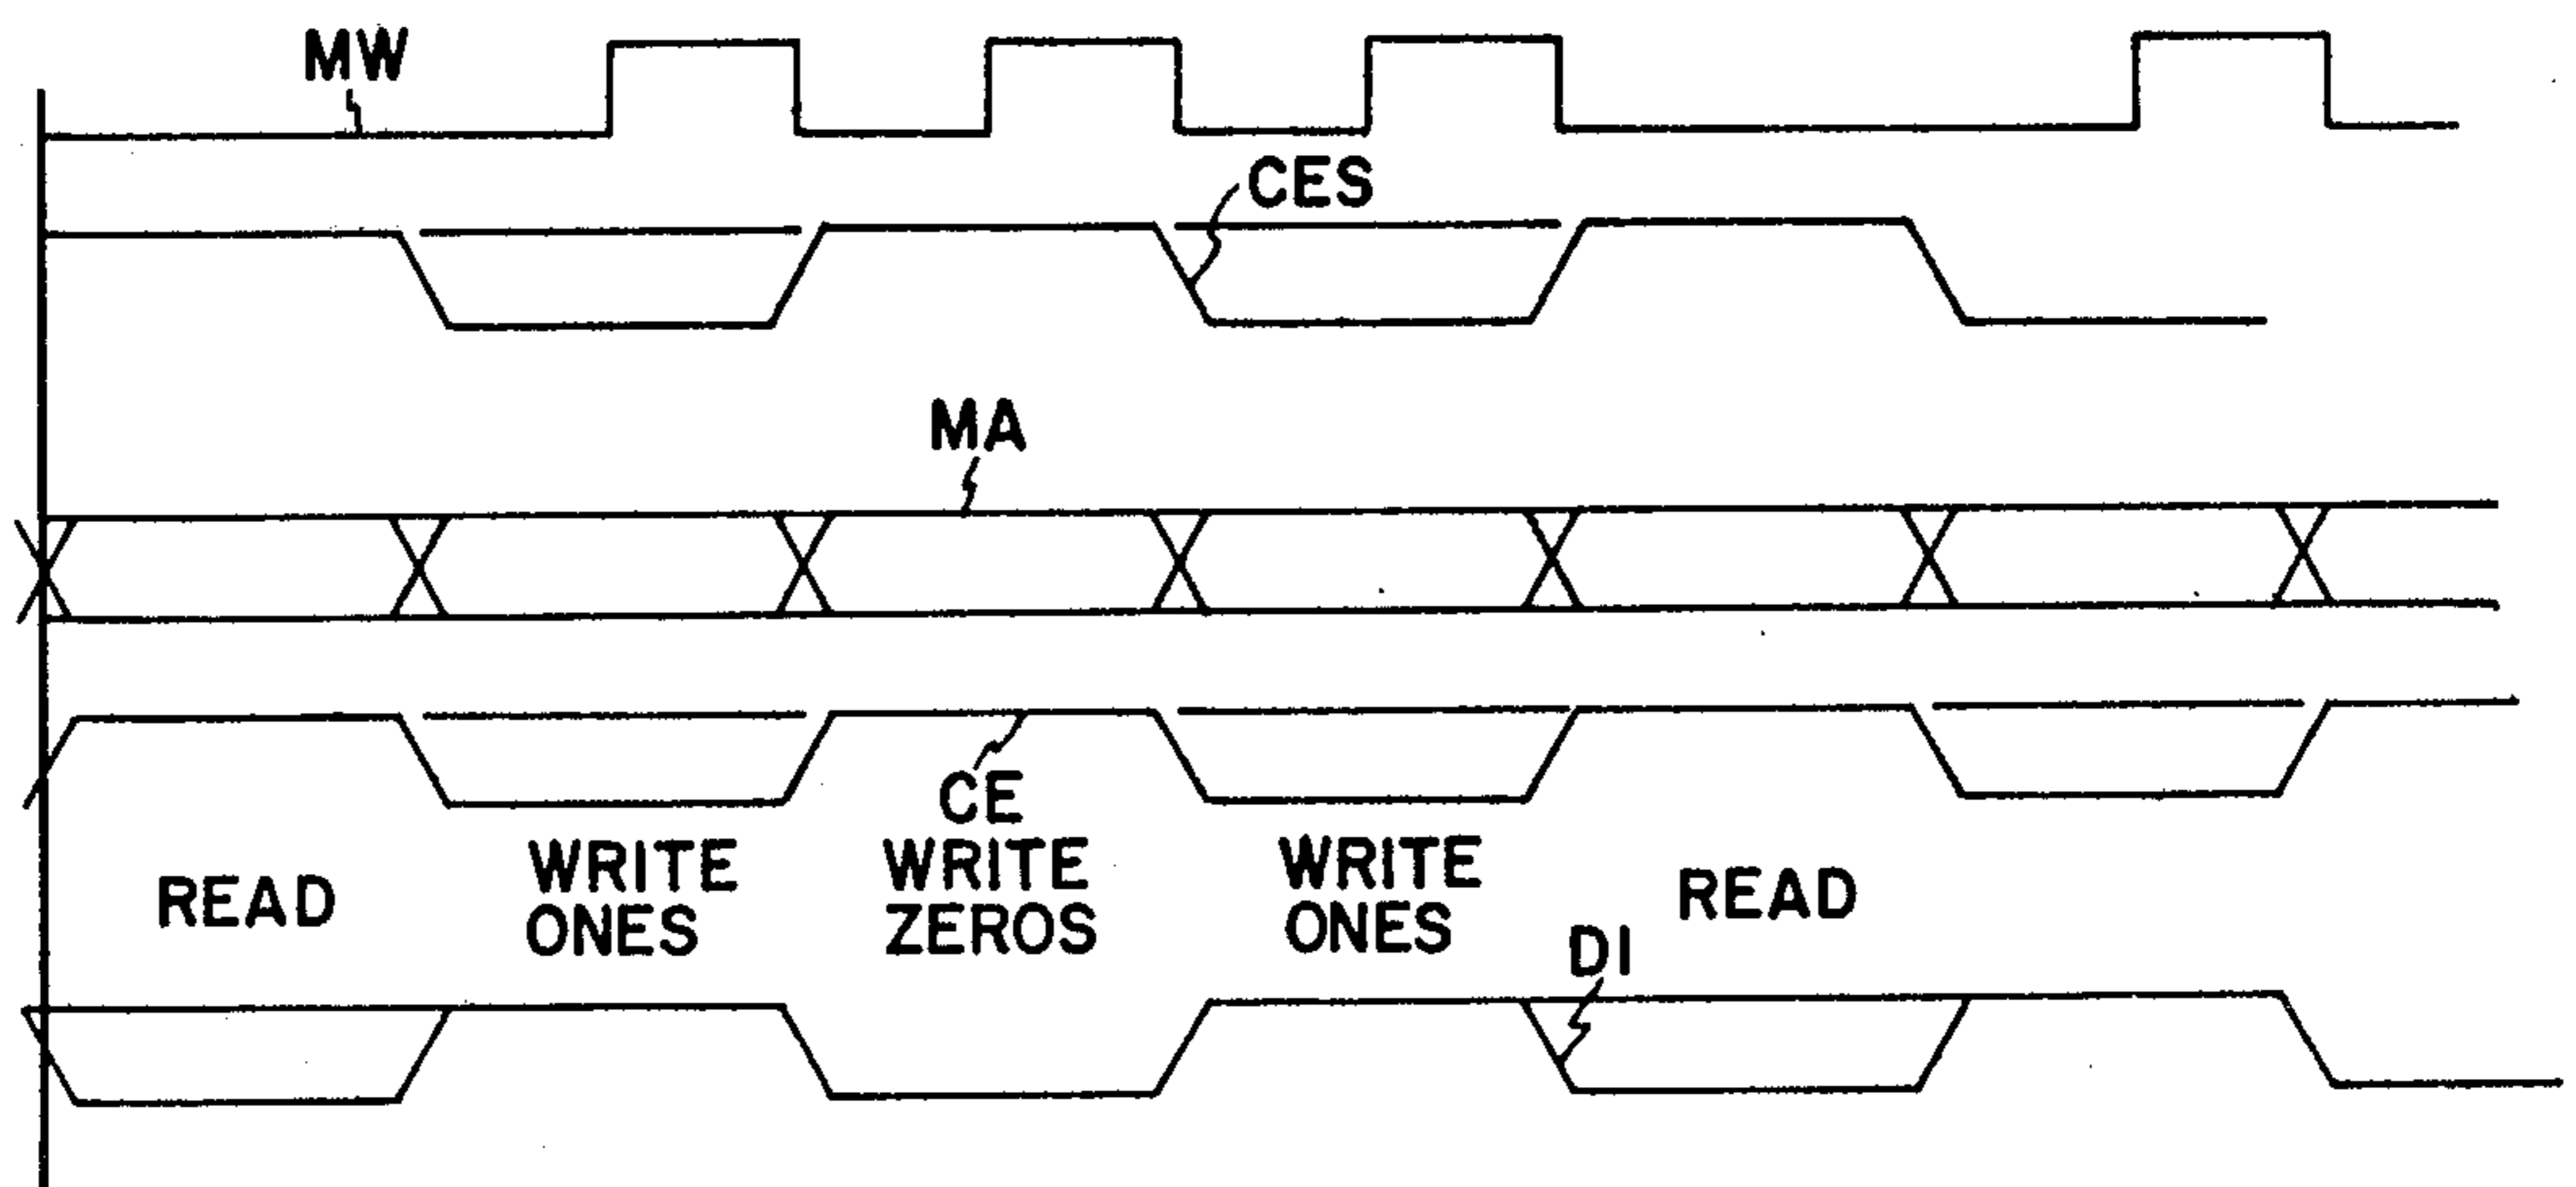 MW
CES
MA
CE
READ
WRITE
ONES
WRITE
ZEROS
WRITE
ONES
READ
DI